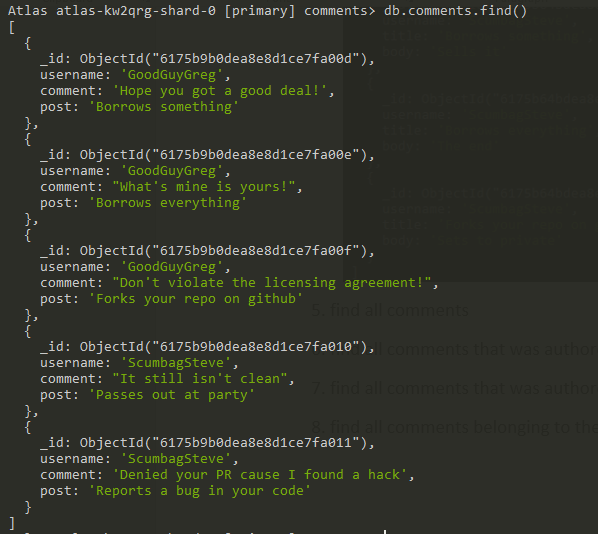 Atlas atlas-kw2qrg-shard-0 [primary] comments> db.comments.find()
[
  {
    _id: ObjectId("6175b9b0dea8e8d1ce7fa00d"),
    username: 'GoodGuyGreg',
    comment: 'Hope you got a good deal!',
    post: 'Borrows something'
  },
  {
    _id: ObjectId("6175b9b0dea8e8d1ce7fa00e"),
    username: 'GoodGuyGreg',
    comment: "What's mine is yours!",
    post: 'Borrows everything'
  },
  {
    _id: ObjectId("6175b9b0dea8e8d1ce7fa00f"),
    username: 'GoodGuyGreg',
    comment: "Don't violate the licensing agreement!",
    post: 'Forks your repo on github'
  },
  {
    _id: ObjectId("6175b9b0dea8e8d1ce7fa010"),
    username: 'ScumbagSteve',
    comment: "It still isn't clean",
    post: 'Passes out at party'
  },
  {
    _id: ObjectId("6175b9b0dea8e8d1ce7fa011"),
    username: 'ScumbagSteve',
    comment: 'Denied your PR cause I found a hack',
    post: 'Reports a bug in your code'
  }
]
5. find all comments
all comments that was author
7. find all comments that was author
8. find all comments belonging to the